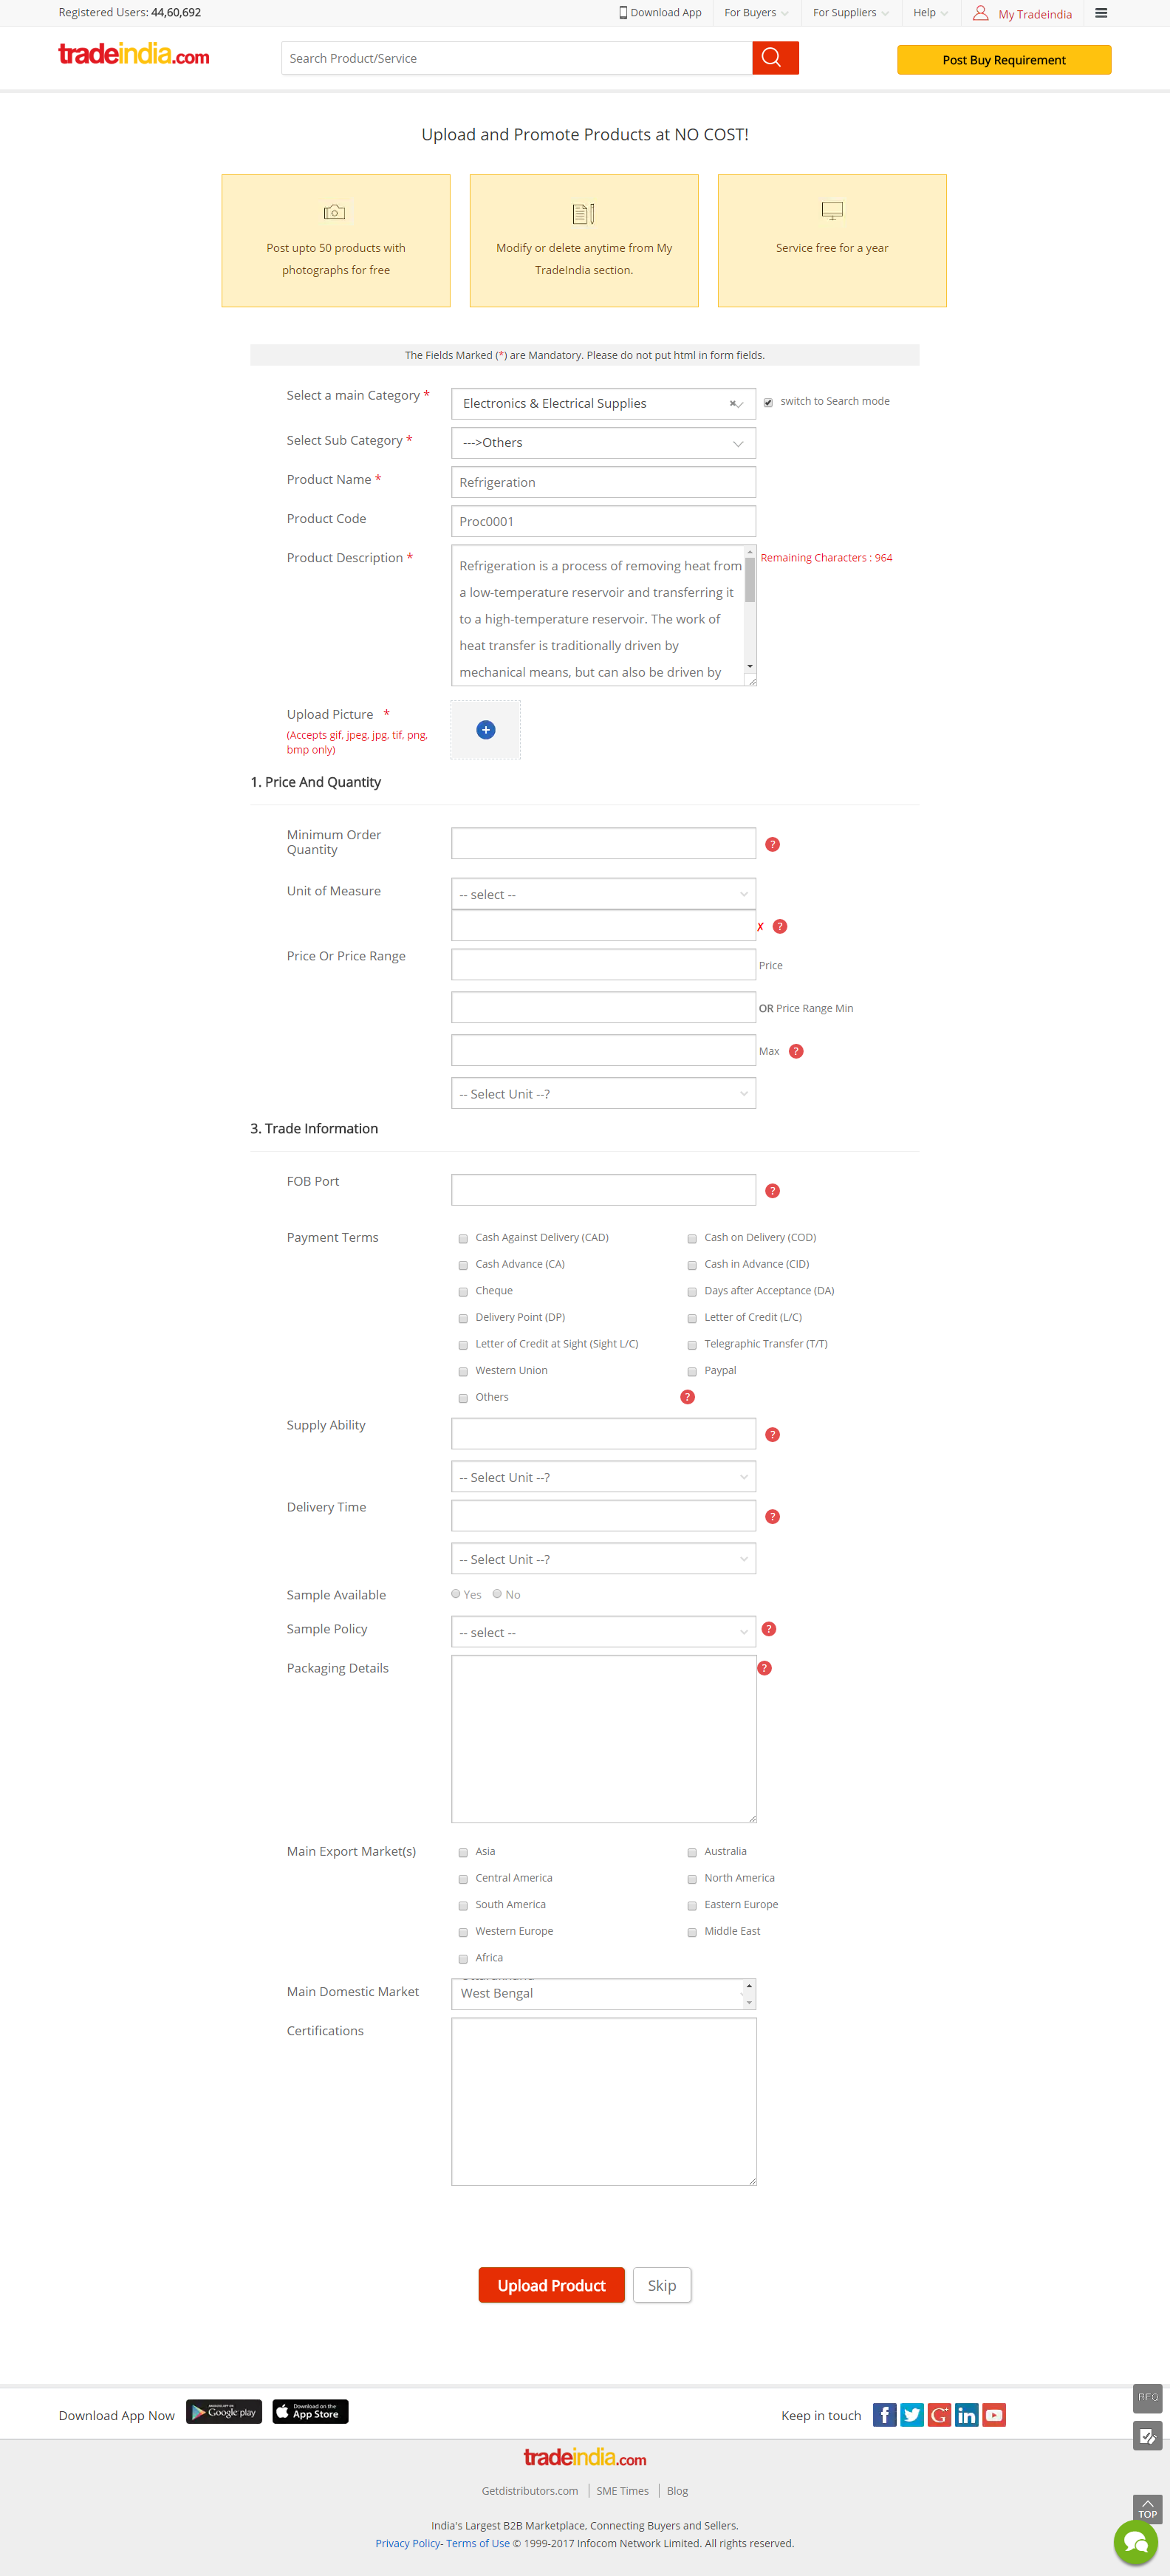 Registered Users: 44,60,692
Download App
For Buyers
For Suppliers
Help
My Tradeindia
tradeindia.com
Search Product/Service
Post Buy Requirement
Upload and Promote Products at NO COST!
Post upto 50 products with
photographs for free
Modify or delete anytime from My
TradeIndia section.
Service free for a year
The Fields Marked (*) are Mandatory. Please do not put html in form fields.
Select a main Category *
Electronics & Electrical Supplies
switch to Search mode
Select Sub Category *
--->Others
Product Name *
Refrigeration
Product Code
Proc0001
Product Description *
Refrigeration is a process of removing heat from
a low-temperature reservoir and transferring it
to a high-temperature reservoir. The work of
heat transfer is traditionally driven by
mechanical means, but can also be driven by
Remaining Characters : 964
Upload Picture *
(Accepts gif, jpeg, jpg, tif, png,
bmp only)
1. Price And Quantity
Minimum Order
Quantity
?
Unit of Measure
-- select --
✗ ?
Price Or Price Range
Price
OR Price Range Min
Max ?
-- Select Unit --?
3. Trade Information
FOB Port
?
Payment Terms
Cash Against Delivery (CAD)
Cash on Delivery (COD)
Cash Advance (CA)
Cash in Advance (CID)
Cheque
Days after Acceptance (DA)
Delivery Point (DP)
Letter of Credit (L/C)
Letter of Credit at Sight (Sight L/C)
Telegraphic Transfer (T/T)
Western Union
Paypal
Others
?
Supply Ability
?
-- Select Unit --?
Delivery Time
?
-- Select Unit --?
Sample Available
Yes
No
Sample Policy
-- select --
?
Packaging Details
?
Main Export Market(s)
Asia
Australia
Central America
North America
South America
Eastern Europe
Western Europe
Middle East
Africa
Main Domestic Market
West Bengal
Certifications
Upload Product
Skip
Download App Now
Google play
Download on the
App Store
Keep in touch
RFQ
tradeindia.com
Getdistributors.com
SME Times
Blog
TOP
India's Largest B2B Marketplace, Connecting Buyers and Sellers.
Privacy Policy- Terms of Use © 1999-2017 Infocom Network Limited. All rights reserved.